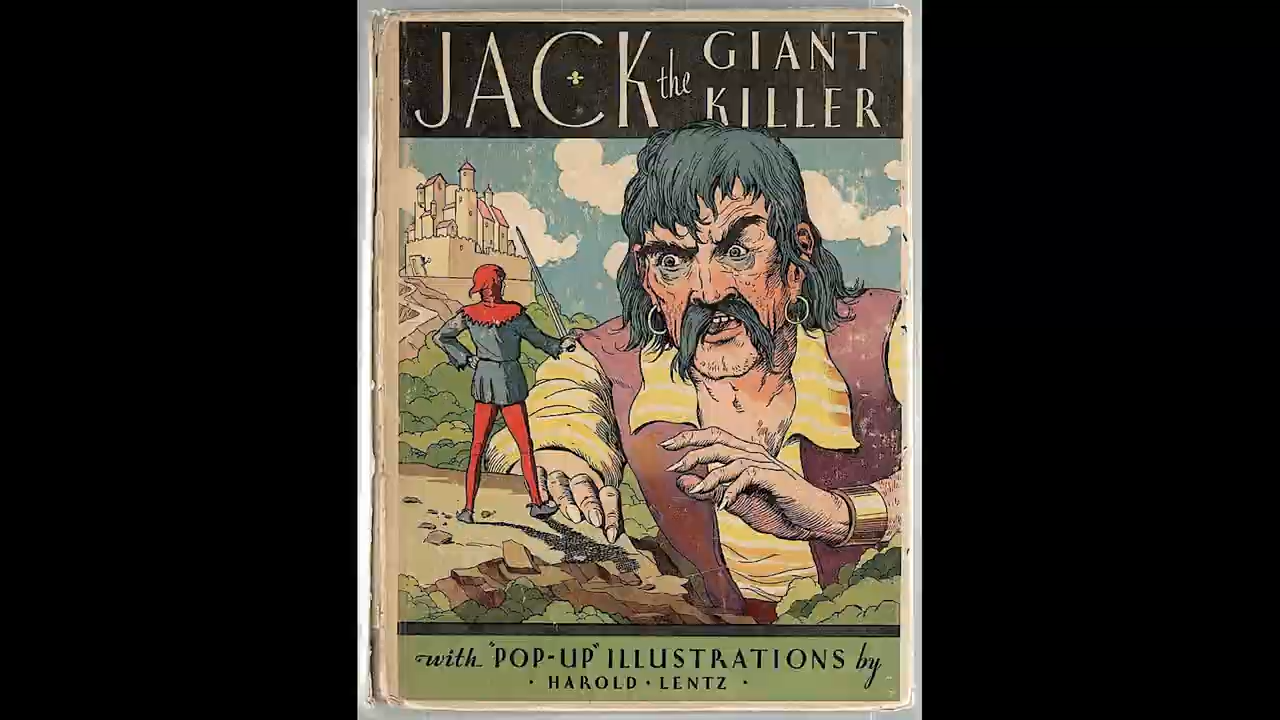 JACK the GIANT KILLER
with "POP-UP" ILLUSTRATIONS by
· HAROLD · LENTZ ·